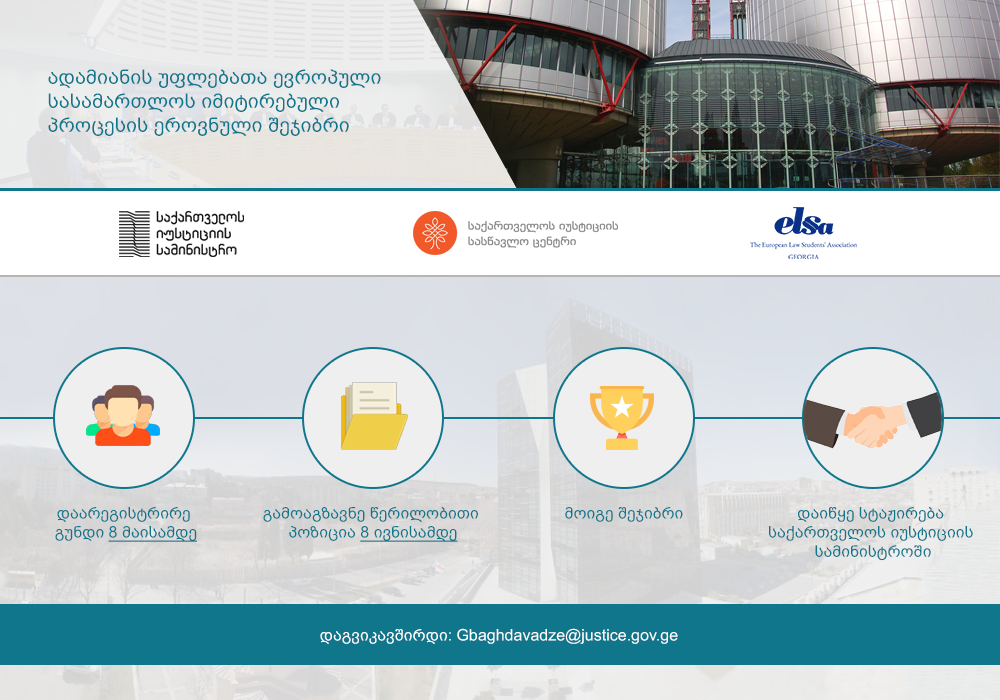 ადამიანის უფლებათა ევროპული
სასამართლოს იმიტირებული
პროცესის ეროვნული შეჯიბრი
საქართველოს
იუსტიციის
სამინისტრო
საქართველოს იუსტიციის
სასწავლო ცენტრი
elsa
The European Law Students' Association
GEORGIA
დაარეგისტრირე
გუნდი 8 მაისამდე
გამოაგზავნე წერილობითი
პოზიცია 8 ივნისამდე
მოიგე შეჯიბრი
დაიწყე სტაჟირება
საქართველოს იუსტიციის
სამინისტროში
დაგვიკავშირდი: Gbaghdavadze@justice.gov.ge